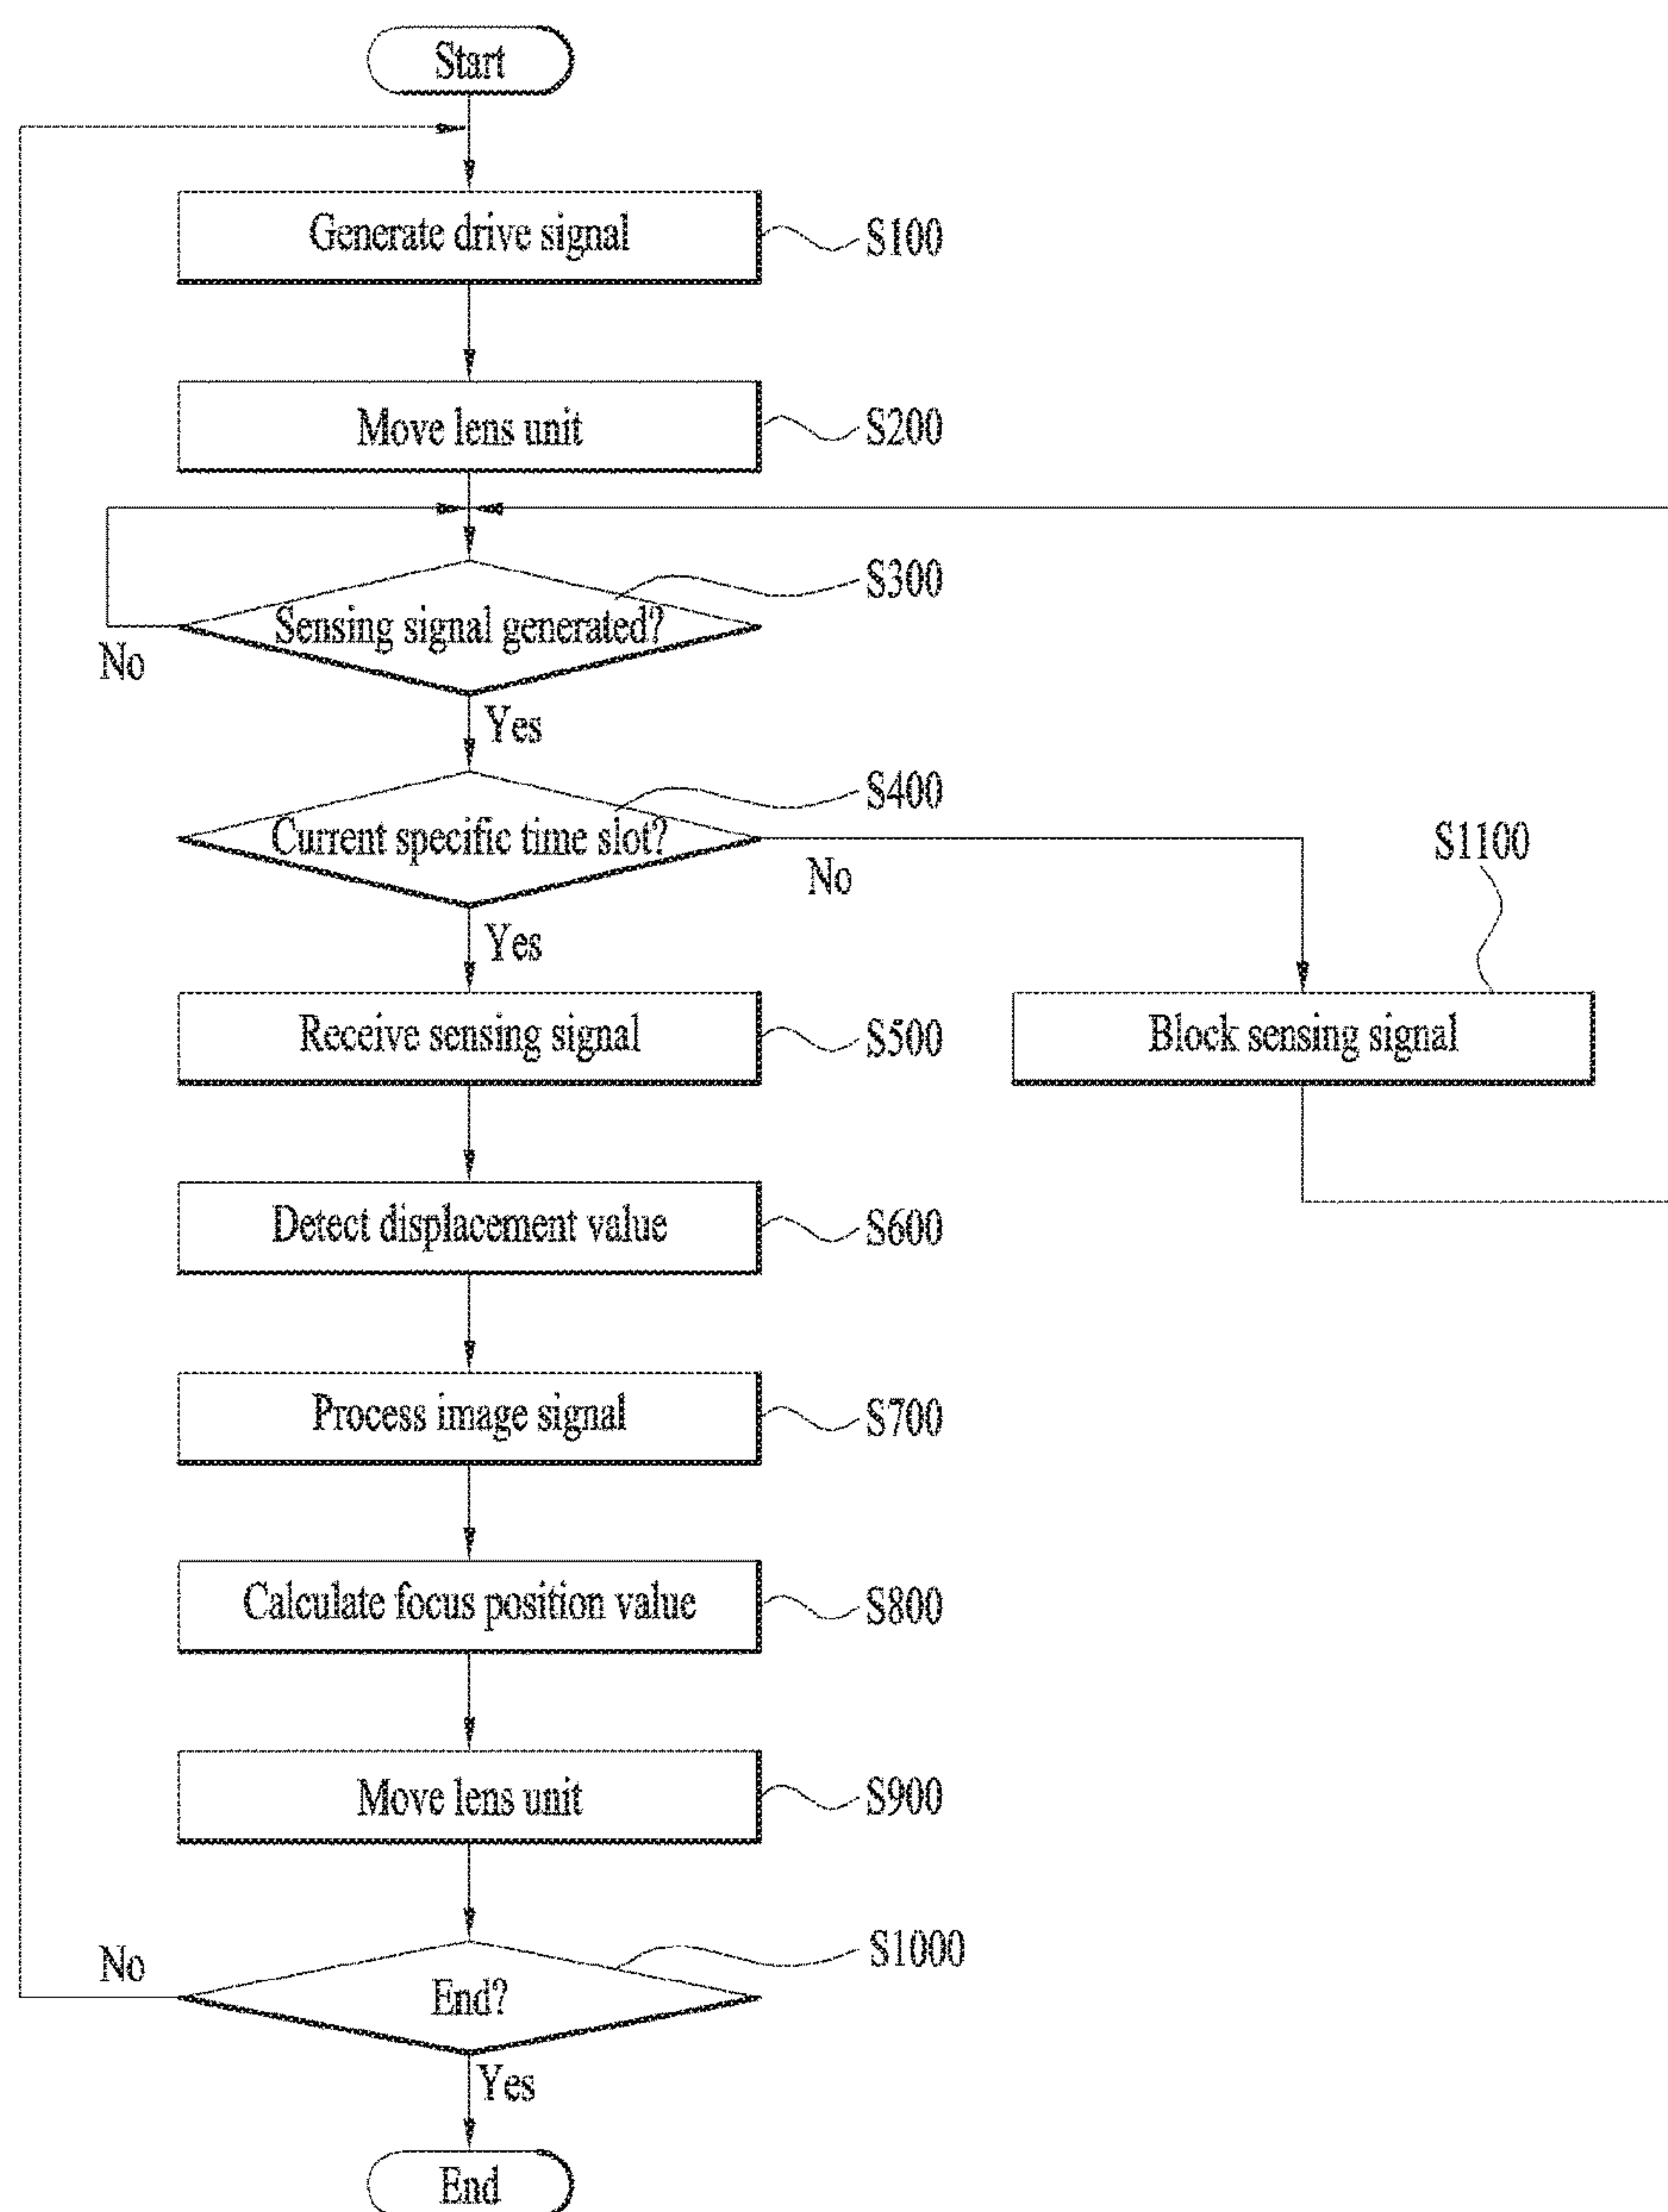 Start
Generate drive signal
S100
Move lens unit
S200
S300
Sensing signal generated?
No
Yes
S400
Current specific time slot?
No
S1100
Yes
Receive sensing signal
S500
Block sensing signal
Detect displacement value
S600
Process image signal
S700
Calculate focus position value
S800
Move lens unit
S900
S1000
No
End?
Yes
End